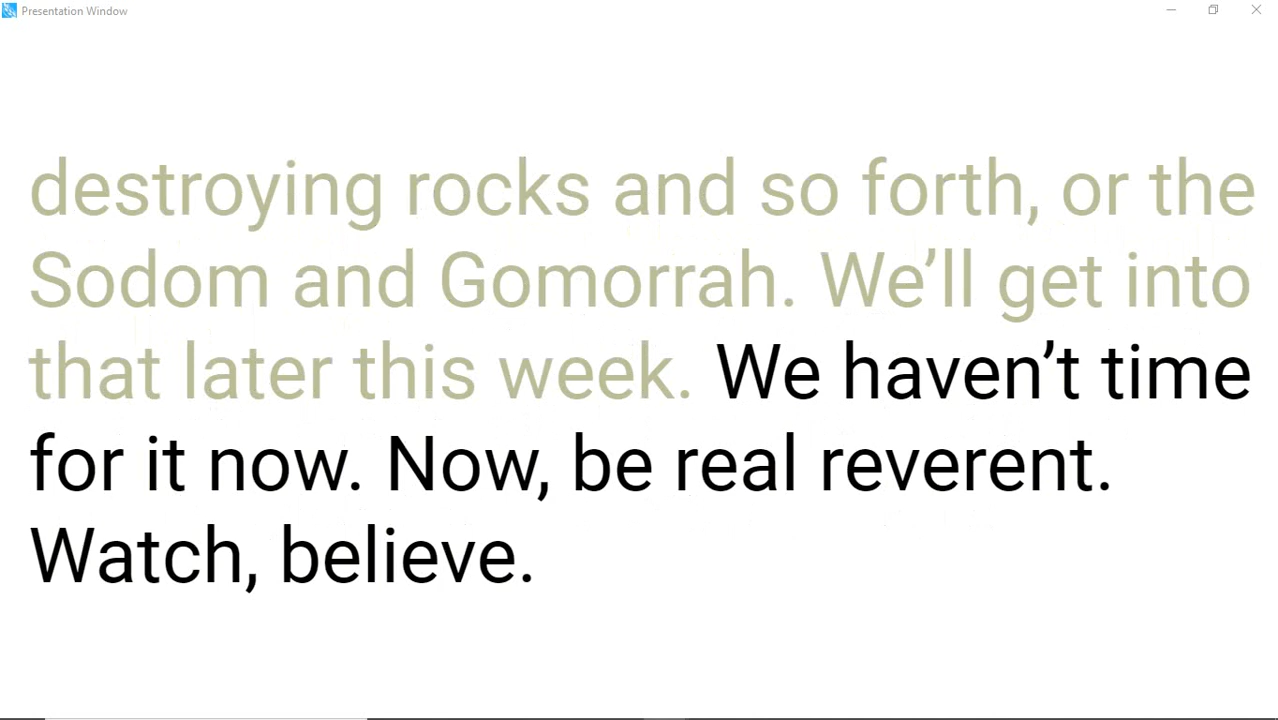 Presentation Window
destroying rocks and so forth, or the
Sodom and Gomorrah. We’ll get into
that later this week. We haven’t time
for it now. Now, be real reverent.
Watch, believe.